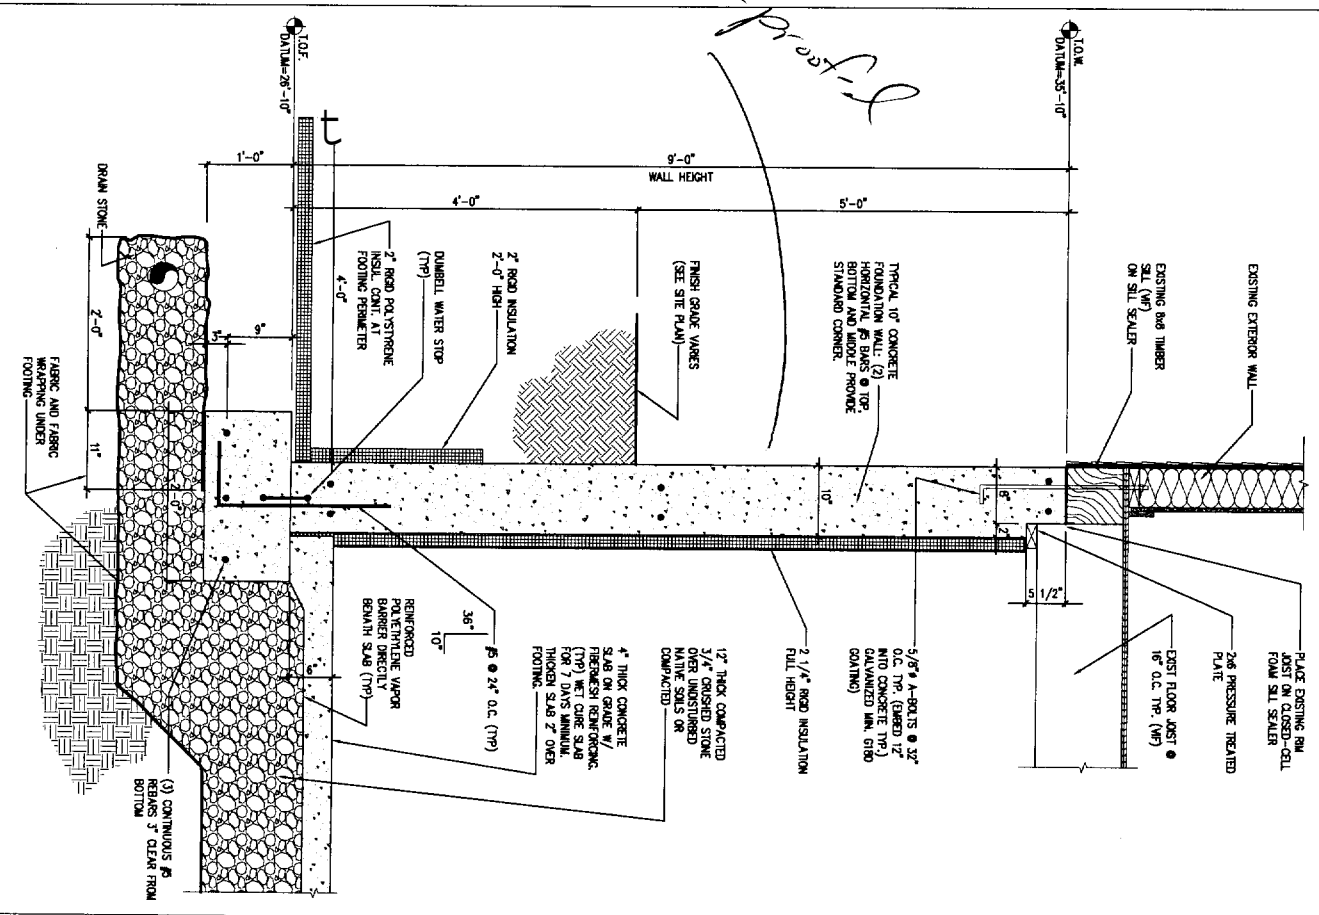 EXISTING EXTERIOR WALL
EXISTING 8x8 TIMBER
SILL (VIF)
ON SILL SEALER
PLACE EXISTING RIM
JOIST ON CLOSED-CELL
FOAM SILL SEALER
2x6 PRESSURE TREATED
PLATE
EXIST FLOOR JOIST @
16" O.C. TYP. (VIF)
T.O.W.
DATUM=35'-10"
5 1/2"
8"
2"
10"
5/8"ø A-BOLTS @ 32"
O.C. TYP. (EMBED 12"
INTO CONCRETE TYP.)
GALVANIZED MIN. G180
COATING)
TYPICAL 10" CONCRETE
FOUNDATION WALL: (2)
HORIZONTAL #5 BARS @ TOP,
BOTTOM AND MIDDLE PROVIDE
STANDARD CORNER.
2 1/4" RIGID INSULATION
FULL HEIGHT
5'-0"
9'-0"
WALL HEIGHT
4'-0"
FINISH GRADE VARIES
(SEE SITE PLAN)
12" THICK COMPACTED
3/4" CRUSHED STONE
OVER UNDISTURBED
NATIVE SOILS OR
COMPACTED
4" THICK CONCRETE
SLAB ON GRADE W/
FIBERMESH REINFORCING.
(TYP) WET CURE SLAB
FOR 7 DAYS MINIMUM.
THICKEN SLAB 2" OVER
FOOTING.
2" RIGID INSULATION
2'-0" HIGH
DUMBELL WATER STOP
(TYP)
2" RIGID POLYSTYRENE
INSUL. CONT. AT
FOOTING PERIMETER
4'-0"
#5 @ 24" O.C. (TYP)
36"
10"
REINFORCED
POLYETHYLENE VAPOR
BARRIER DIRECTLY
BENATH SLAB (TYP)
6"
T.O.F.
DATUM=26'-10"
1'-0"
9"
3"
DRAIN STONE
2'-0"
11"
2'-0"
FABRIC AND FABRIC
WRAPPING UNDER
FOOTING
(3) CONTINUOUS #5
REBARS 3" CLEAR FROM
BOTTOM